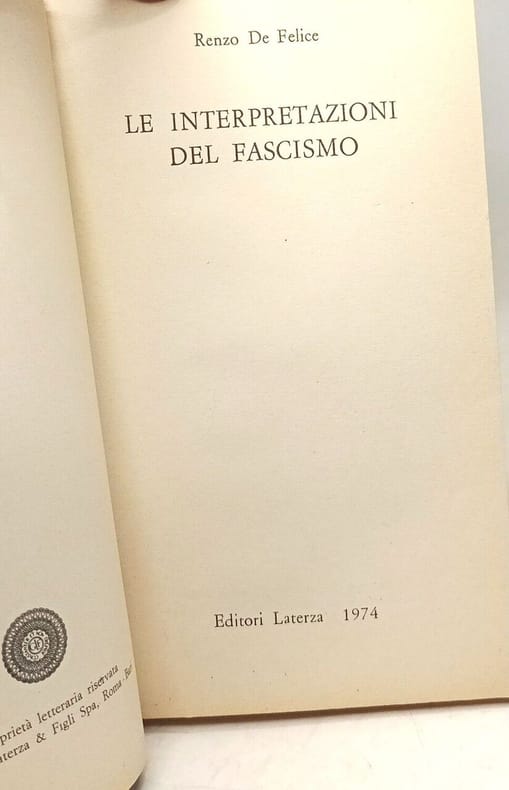 Renzo De Felice
LE INTERPRETAZIONI
DEL FASCISMO
Editori Laterza 1974
prietà letteraria riservata
aterza & Figli Spa, Roma-